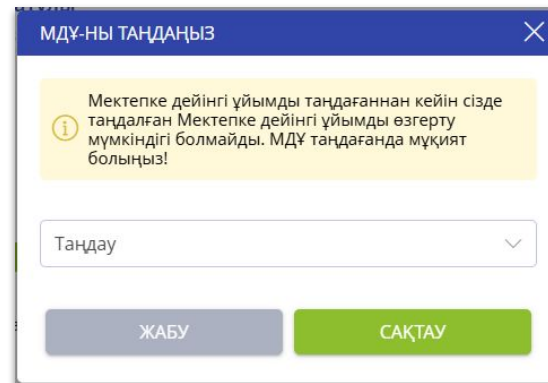 МДҰ-НЫ ТАҢДАҢЫЗ
Мектепке дейінгі ұйымды таңдағаннан кейін сізде
таңдалған Мектепке дейінгі ұйымды өзгерту
мүмкіндігі болмайды. МДҰ таңдағанда мұқият
болыңыз!
Таңдау
ЖАБУ
САҚТАУ